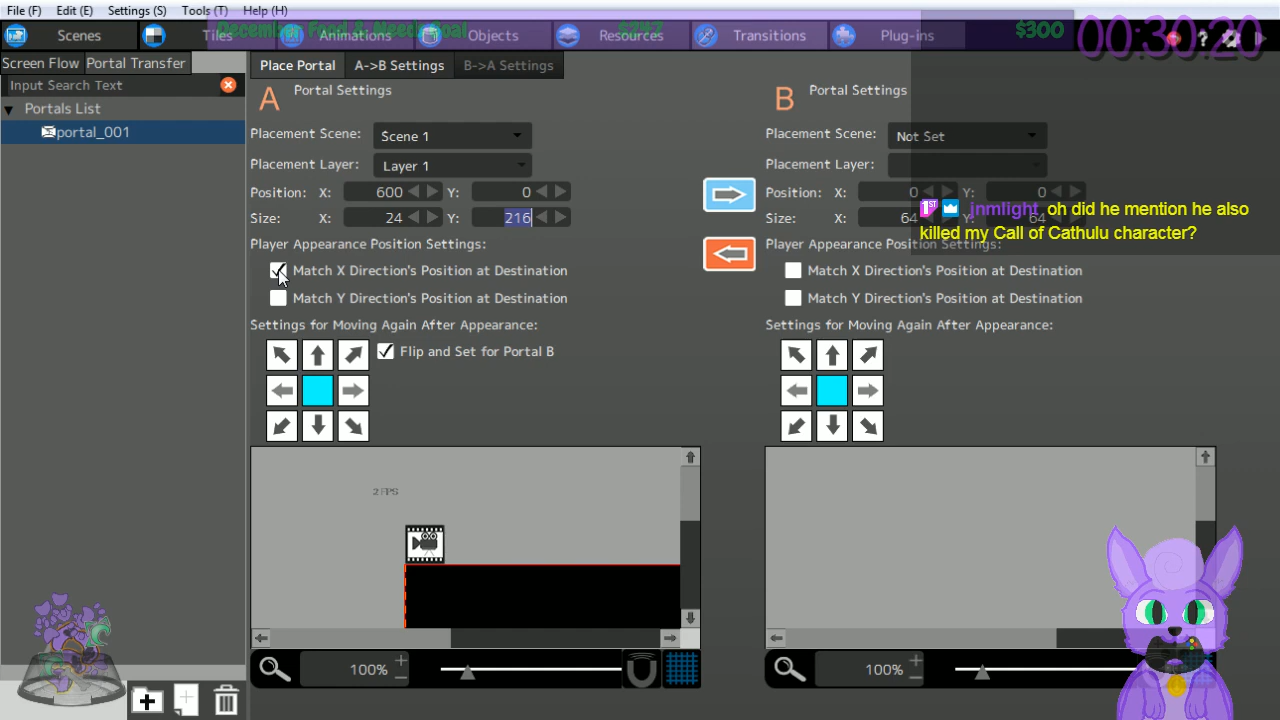 File (F) Edit (E) Settings (S) Tools (T) Help (H)
December Food & Needs Goal $747 $300
00:30:20
Scenes Tiles Animations Objects Resources Transitions Plug-ins
Screen Flow Portal Transfer
Input Search Text
Portals List
portal_001
Place Portal A->B Settings B->A Settings
A Portal Settings
Placement Scene: Scene 1
Placement Layer: Layer 1
Position: X: 600 Y: 0
Size: X: 24 Y: 216
Player Appearance Position Settings:
Match X Direction's Position at Destination
Match Y Direction's Position at Destination
Settings for Moving Again After Appearance:
Flip and Set for Portal B
2 FPS
100%
B Portal Settings
Placement Scene: Not Set
Placement Layer:
Position: X: 0 Y: 0
Size: X: 64 Y: 64
Player Appearance Position Settings:
Match X Direction's Position at Destination
Match Y Direction's Position at Destination
Settings for Moving Again After Appearance:
100%
1ST jnmlight oh did he mention he also
killed my Call of Cathulu character?